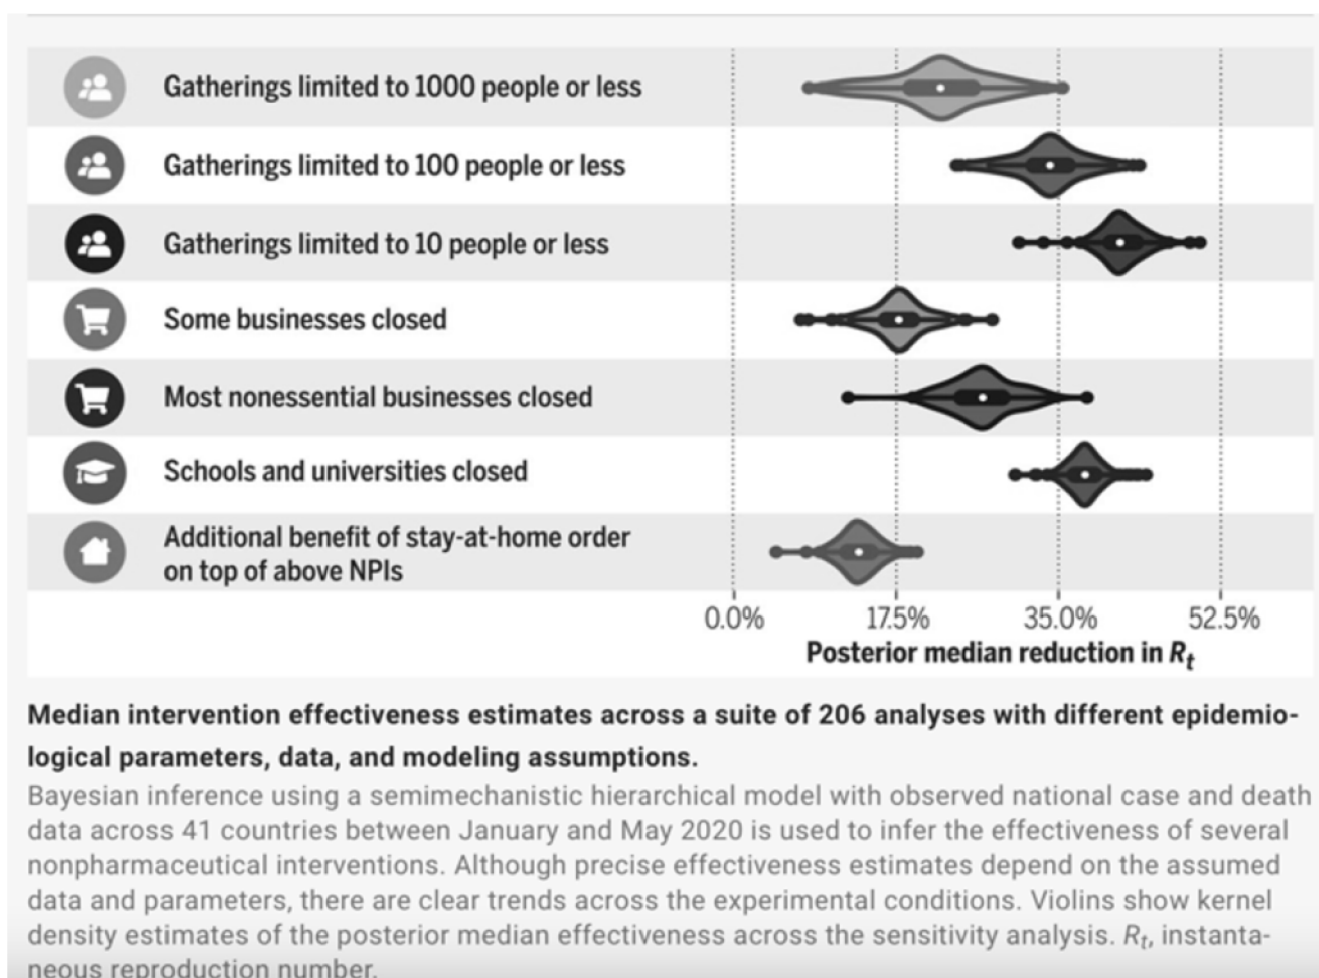 Gatherings limited to 1000 people or less
Gatherings limited to 100 people or less
Gatherings limited to 10 people or less
Some businesses closed
Most nonessential businesses closed
Schools and universities closed
Additional benefit of stay-at-home order
on top of above NPIs
0.0% 17.5% 35.0% 52.5%
Posterior median reduction in Rt
Median intervention effectiveness estimates across a suite of 206 analyses with different epidemio-
logical parameters, data, and modeling assumptions.
Bayesian inference using a semimechanistic hierarchical model with observed national case and death
data across 41 countries between January and May 2020 is used to infer the effectiveness of several
nonpharmaceutical interventions. Although precise effectiveness estimates depend on the assumed
data and parameters, there are clear trends across the experimental conditions. Violins show kernel
density estimates of the posterior median effectiveness across the sensitivity analysis. Rt, instanta-
neous reproduction number.